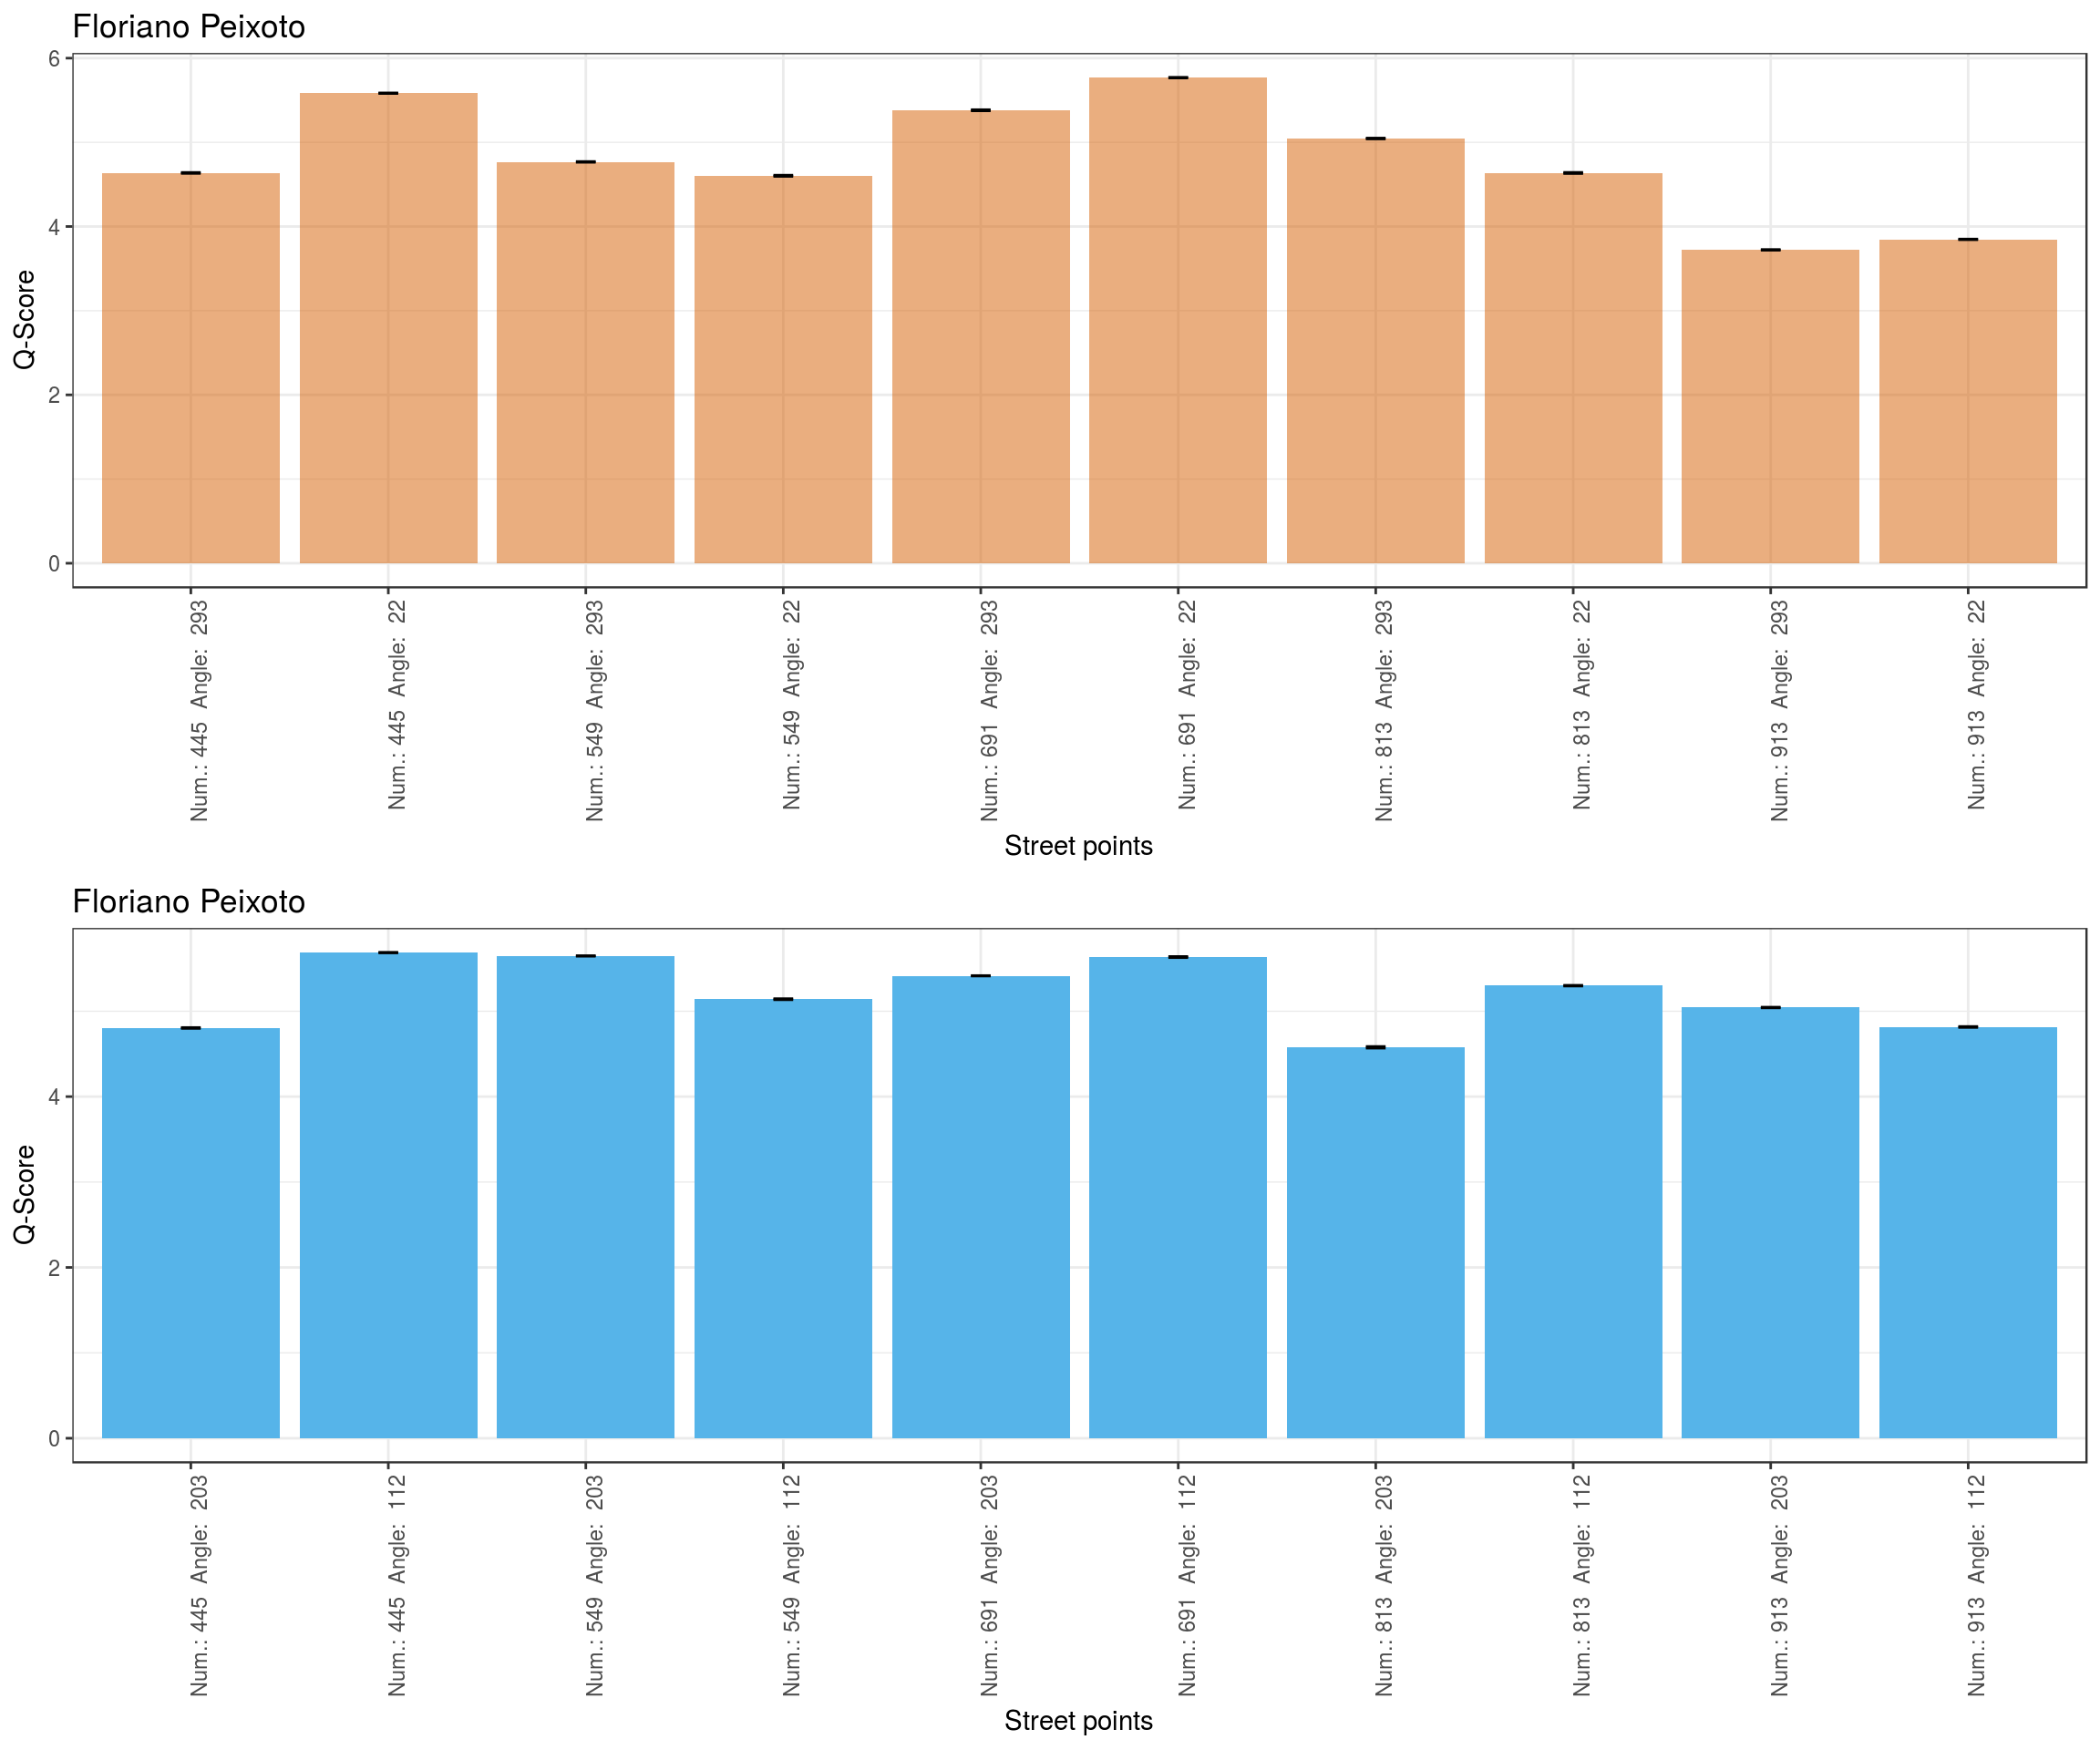 Floriano Peixoto
6
4
2
0
Q-Score
Num.: 445 Angle: 293
Num.: 445 Angle: 22
Num.: 549 Angle: 293
Num.: 549 Angle: 22
Num.: 691 Angle: 293
Num.: 691 Angle: 22
Num.: 813 Angle: 293
Num.: 813 Angle: 22
Num.: 913 Angle: 293
Num.: 913 Angle: 22
Street points
Floriano Peixoto
4
2
0
Q-Score
Num.: 445 Angle: 203
Num.: 445 Angle: 112
Num.: 549 Angle: 203
Num.: 549 Angle: 112
Num.: 691 Angle: 203
Num.: 691 Angle: 112
Num.: 813 Angle: 203
Num.: 813 Angle: 112
Num.: 913 Angle: 203
Num.: 913 Angle: 112
Street points